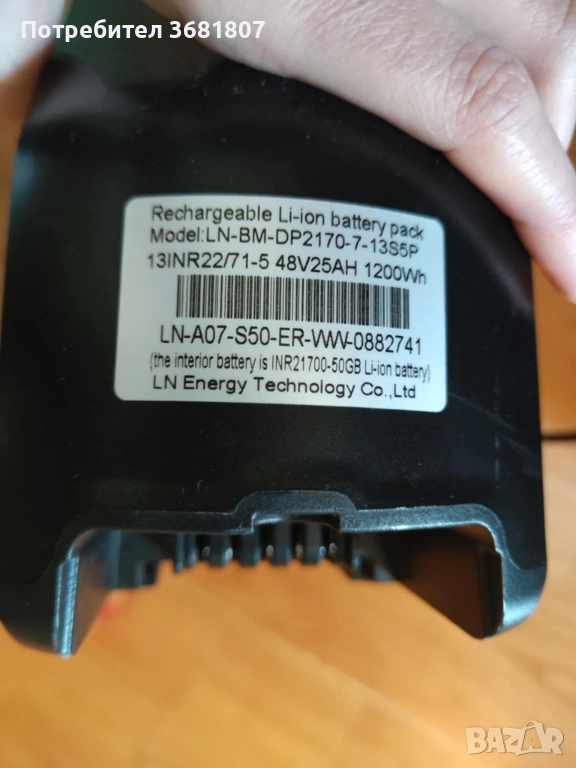 Потребител 3681807
Rechargeable Li-ion battery pack
Model:LN-BM-DP2170-7-13S5P
13INR22/71-5 48V25AH 1200Wh
LN-A07-S50-ER-WW-0882741
(the interior battery is INR21700-50GB Li-ion battery)
LN Energy Technology Co.,Ltd
BAZAR